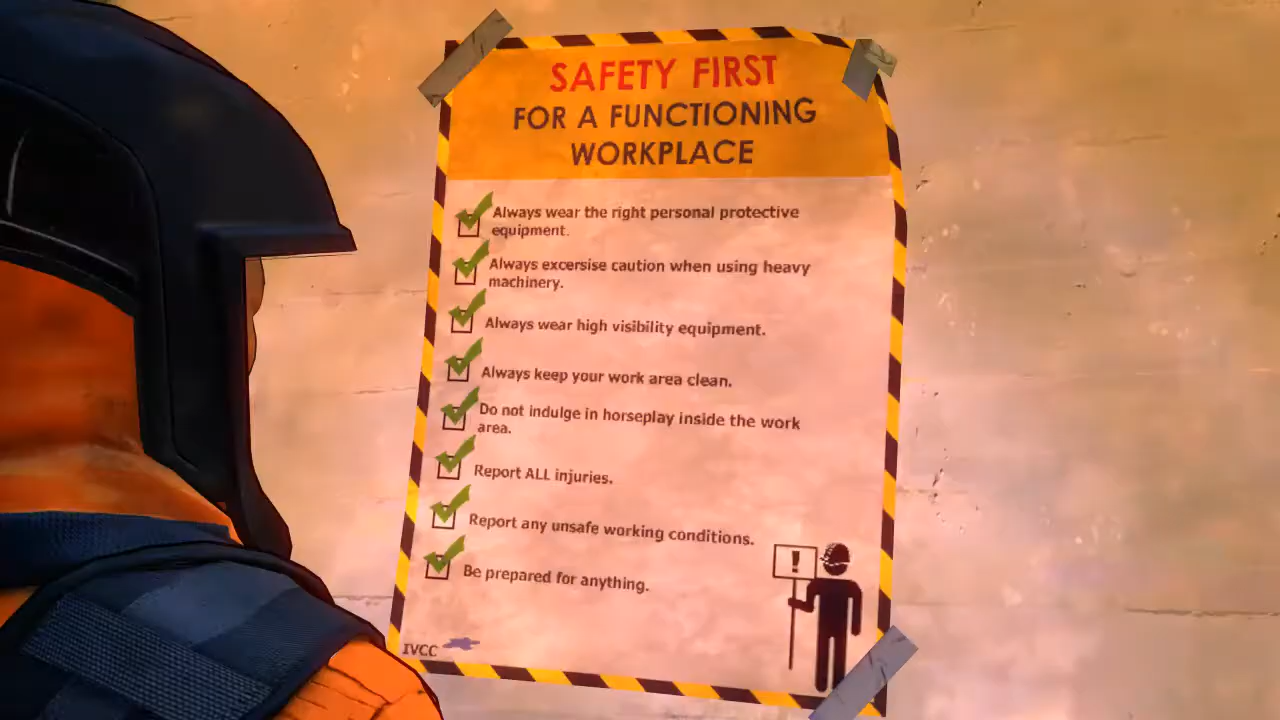 SAFETY FIRST
FOR A FUNCTIONING
WORKPLACE
Always wear the right personal protective
equipment.
Always excersise caution when using heavy
machinery.
Always wear high visibility equipment.
Always keep your work area clean.
Do not indulge in horseplay inside the work
area.
Report ALL injuries.
Report any unsafe working conditions.
!
Be prepared for anything.
IVCC